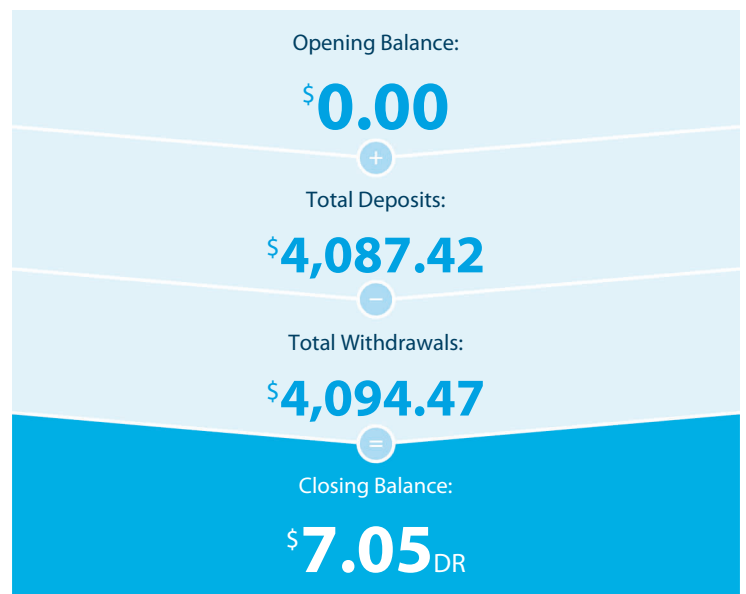 Opening Balance:
$0.00
+
Total Deposits:
$4,087.42
−
Total Withdrawals:
$4,094.47
=
Closing Balance:
$7.05DR